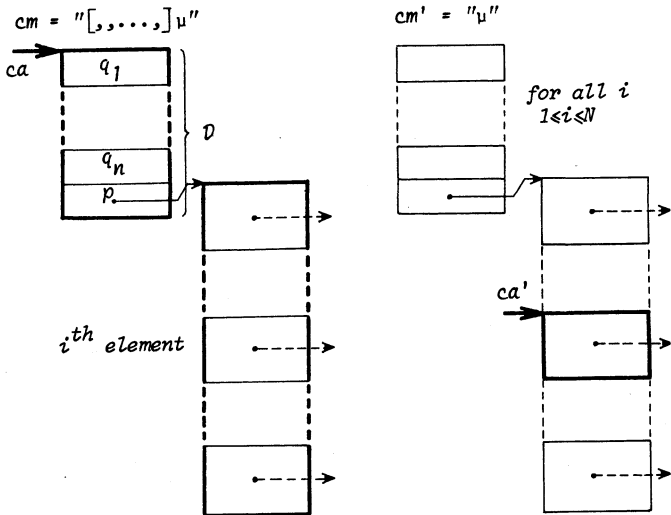 cm = "[,,...,]μ"
ca
q1
D
qn
p
ith element
cm' = "μ"
for all i
1≤i≤N
ca'